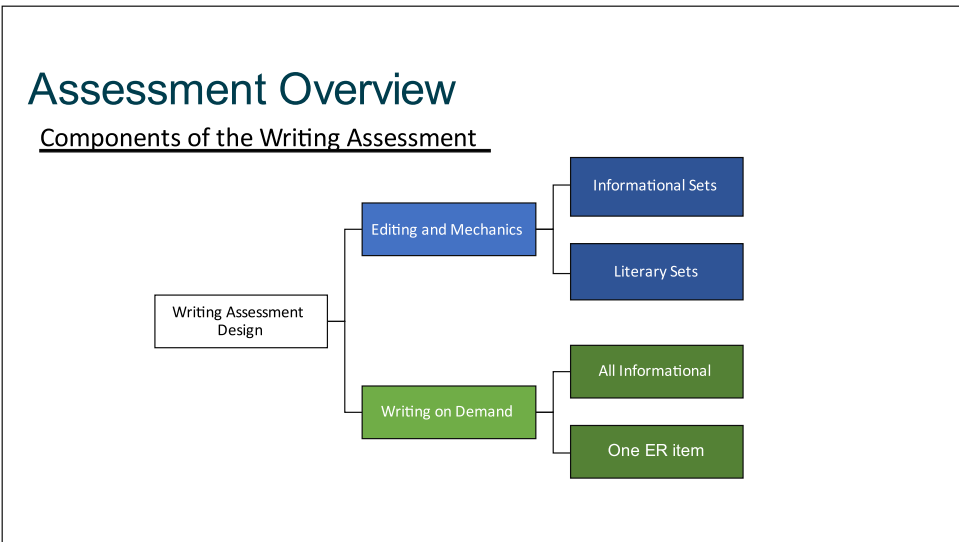 Assessment Overview
Components of the Writing Assessment
Informational Sets
Editing and Mechanics
Literary Sets
Writing Assessment
Design
All Informational
Writing on Demand
One ER item